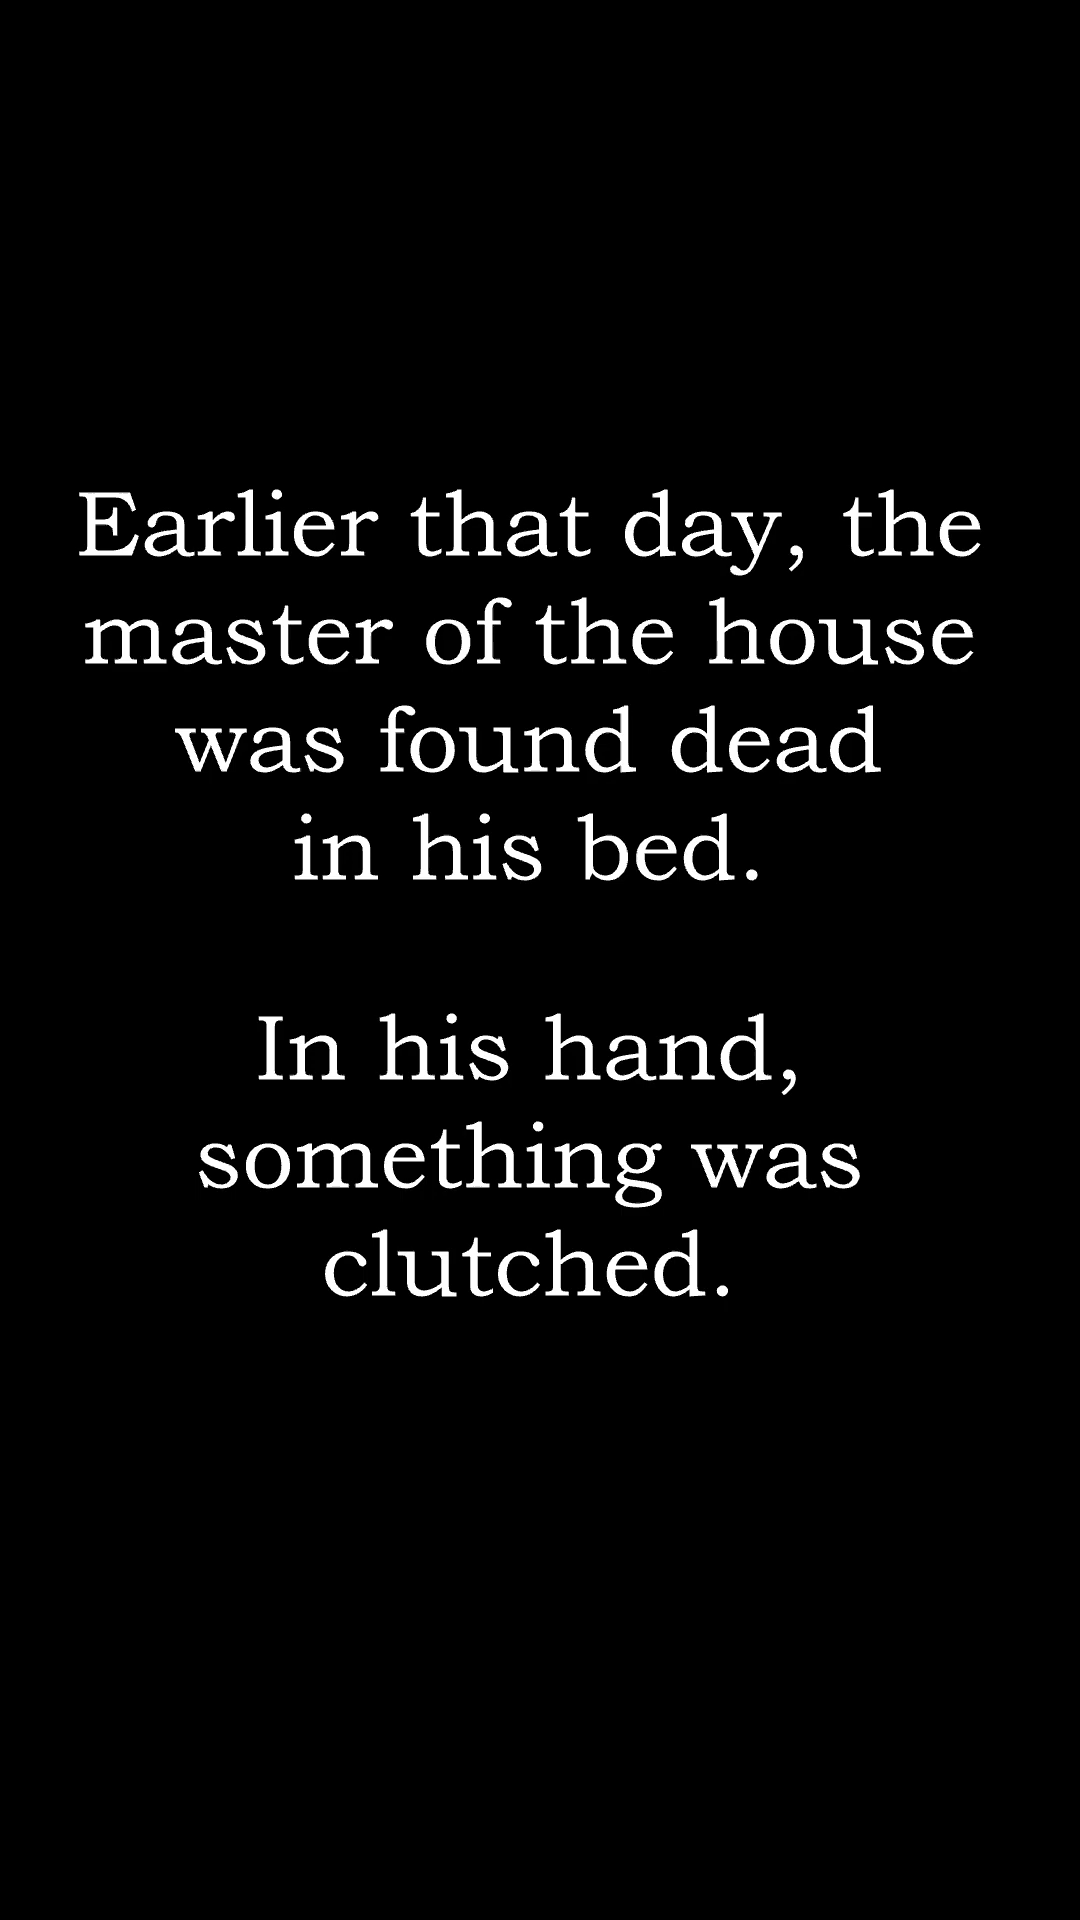 Earlier that day, the
master of the house
was found dead
in his bed.
In his hand,
something was
clutched.